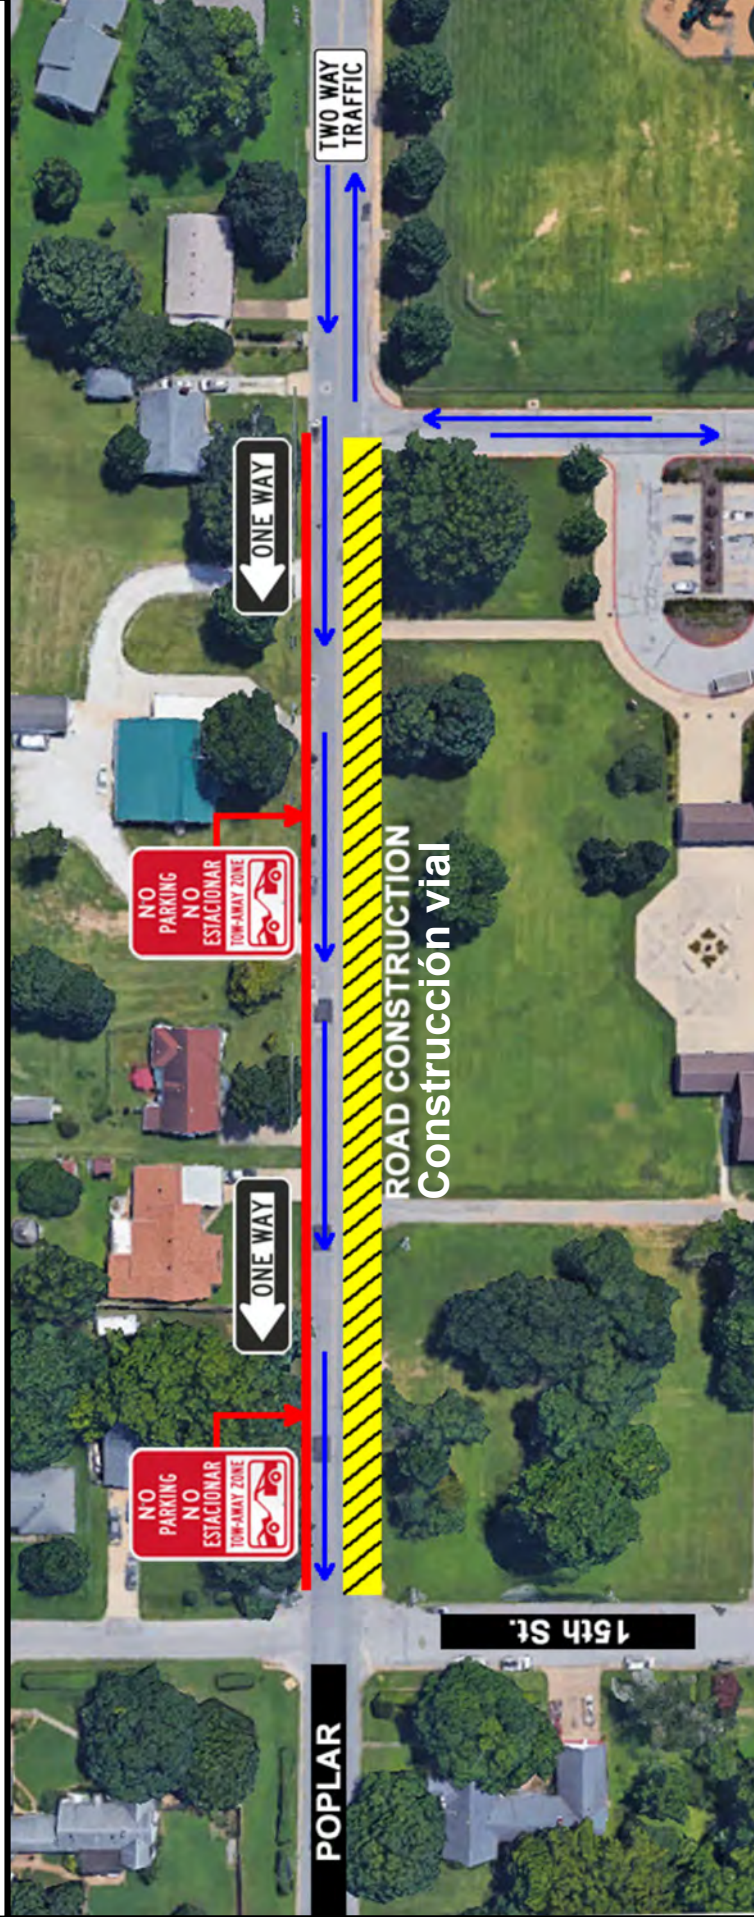 TWO WAY
TRAFFIC
ONE WAY
NO
PARKING
NO
ESTACIONAR
TOW-AWAY ZONE
ROAD CONSTRUCTION
Construcción vial
ONE WAY
NO
PARKING
NO
ESTACIONAR
TOW-AWAY ZONE
15th St.
POPLAR